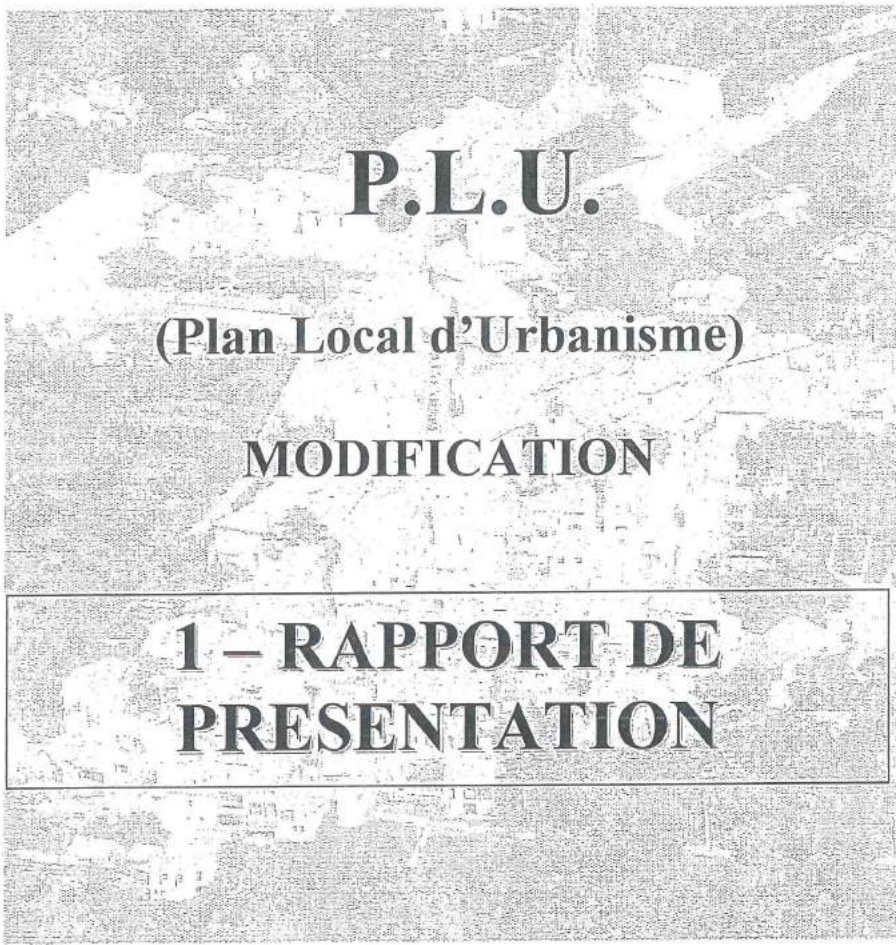 P.L.U.
(Plan Local d'Urbanisme)
MODIFICATION
1 – RAPPORT DE
PRESENTATION